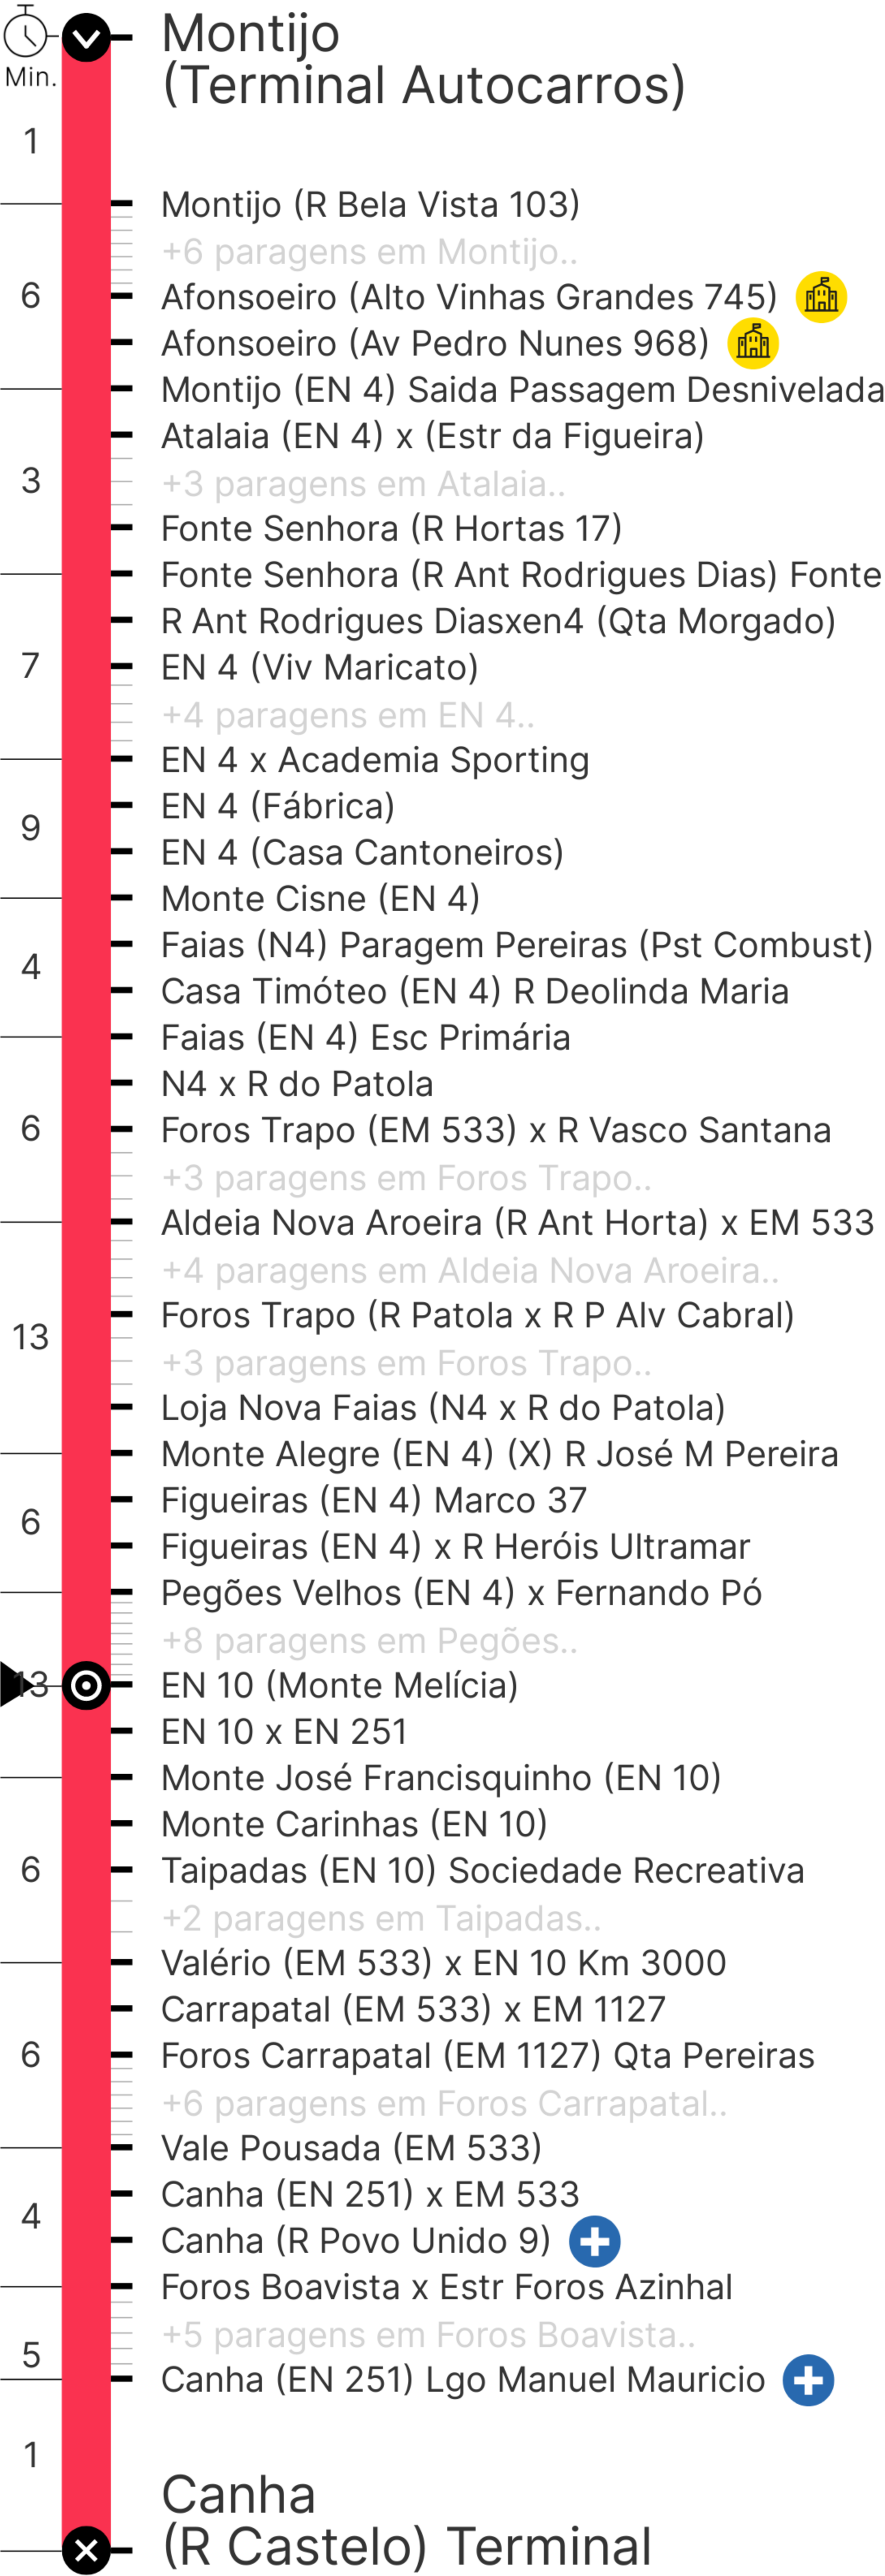 Montijo
(Terminal Autocarros)
Min.
1
Montijo (R Bela Vista 103)
+6 paragens em Montijo..
6
Afonsoeiro (Alto Vinhas Grandes 745)
Afonsoeiro (Av Pedro Nunes 968)
Montijo (EN 4) Saida Passagem Desnivelada
Atalaia (EN 4) x (Estr da Figueira)
3
+3 paragens em Atalaia..
Fonte Senhora (R Hortas 17)
Fonte Senhora (R Ant Rodrigues Dias) Fonte
R Ant Rodrigues Diasxen4 (Qta Morgado)
7
EN 4 (Viv Maricato)
+4 paragens em EN 4..
EN 4 x Academia Sporting
EN 4 (Fábrica)
9
EN 4 (Casa Cantoneiros)
Monte Cisne (EN 4)
Faias (N4) Paragem Pereiras (Pst Combust)
4
Casa Timóteo (EN 4) R Deolinda Maria
Faias (EN 4) Esc Primária
N4 x R do Patola
6
Foros Trapo (EM 533) x R Vasco Santana
+3 paragens em Foros Trapo..
Aldeia Nova Aroeira (R Ant Horta) x EM 533
+4 paragens em Aldeia Nova Aroeira..
Foros Trapo (R Patola x R P Alv Cabral)
13
+3 paragens em Foros Trapo..
Loja Nova Faias (N4 x R do Patola)
Monte Alegre (EN 4) (X) R José M Pereira
Figueiras (EN 4) Marco 37
6
Figueiras (EN 4) x R Heróis Ultramar
Pegões Velhos (EN 4) x Fernando Pó
+8 paragens em Pegões..
13
EN 10 (Monte Melícia)
EN 10 x EN 251
Monte José Francisquinho (EN 10)
Monte Carinhas (EN 10)
6
Taipadas (EN 10) Sociedade Recreativa
+2 paragens em Taipadas..
Valério (EM 533) x EN 10 Km 3000
Carrapatal (EM 533) x EM 1127
6
Foros Carrapatal (EM 1127) Qta Pereiras
+6 paragens em Foros Carrapatal..
Vale Pousada (EM 533)
Canha (EN 251) x EM 533
4
Canha (R Povo Unido 9)
Foros Boavista x Estr Foros Azinhal
+5 paragens em Foros Boavista..
5
Canha (EN 251) Lgo Manuel Mauricio
1
Canha
(R Castelo) Terminal